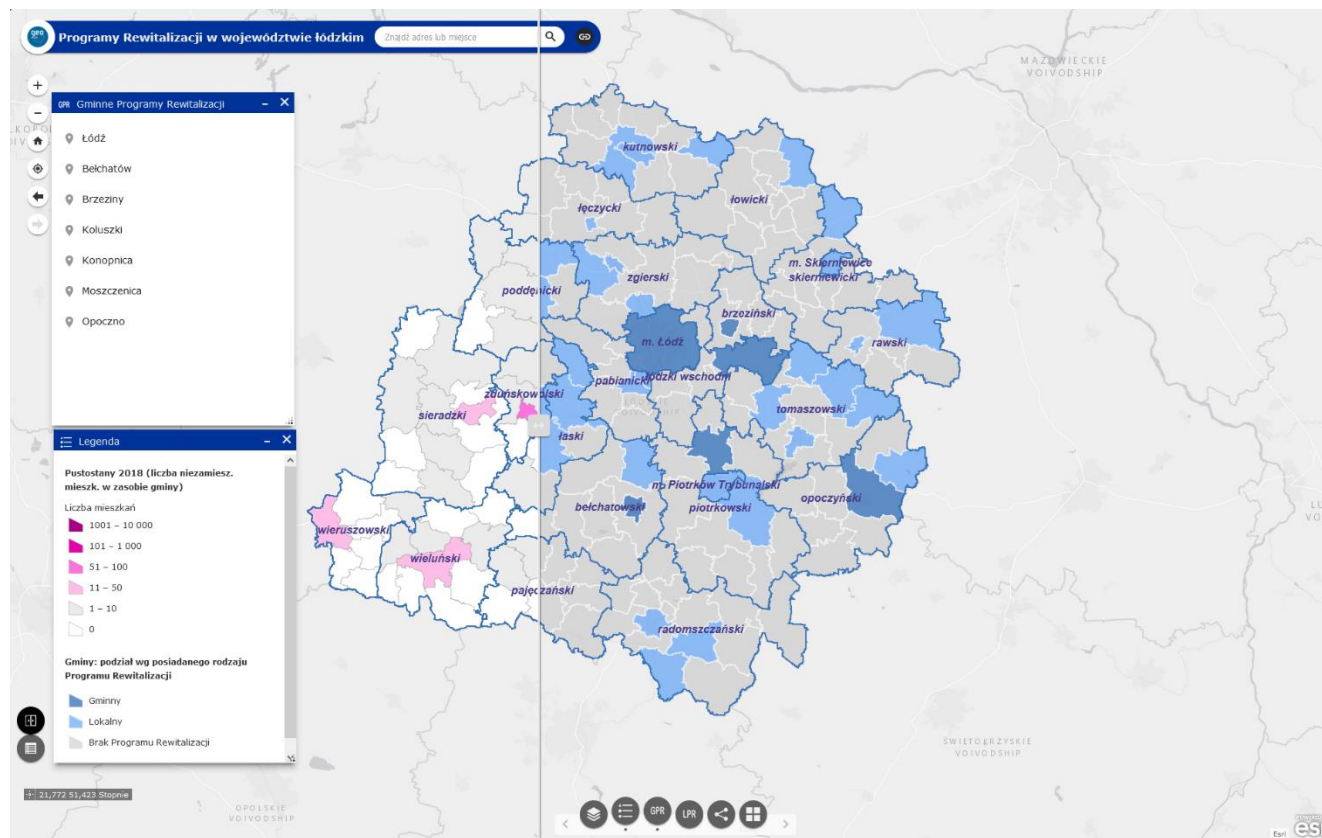 geo
Programy Rewitalizacji w województwie łódzkim
Znajdź adres lub miejsce
MAZOWIECKIE
VOIVODSHIP
+
−
GPR Gminne Programy Rewitalizacji
Łódź
Bełchatów
Brzeziny
Koluszki
Konopnica
Moszczenica
Opoczno
Legenda
Pustostany 2018 (liczba niezamiesz.
mieszk. w zasobie gminy)
Liczba mieszkań
1001 – 10 000
101 – 1 000
51 – 100
11 – 50
1 – 10
0
Gminy: podział wg posiadanego rodzaju
Programu Rewitalizacji
Gminny
Lokalny
Brak Programu Rewitalizacji
kutnowski
łęczycki
łowicki
m. Skierniewice
skierniewicki
zgierski
poddębicki
brzeziński
m. Łódź
rawski
pabianicki
łódzki wschodni
zduńskowolski
VOIVODSHIP
sieradzki
tomaszowski
łaski
m. Piotrków Trybunalski
opoczyński
bełchatowski
piotrkowski
wieruszowski
wieluński
pajęczański
radomszczański
ŚWIĘTOKRZYSKIE
VOIVODSHIP
21,772 51,423 Stopnie
OPOLSKIE
VOIVODSHIP
GPR
LPR
Esri
esri